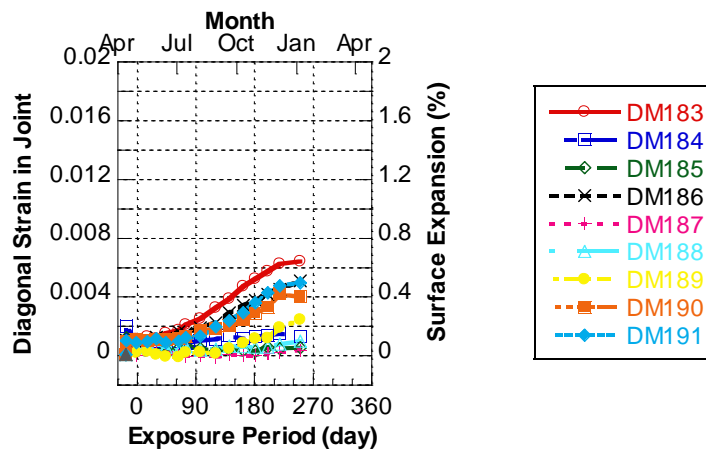 Month
Apr Jul Oct Jan Apr
0.02 2
0.016 1.6
0.012 1.2
0.008 0.8
0.004 0.4
0 0
Diagonal Strain in Joint
Surface Expansion (%)
0 90 180 270 360
Exposure Period (day)
DM183
DM184
DM185
DM186
DM187
DM188
DM189
DM190
DM191